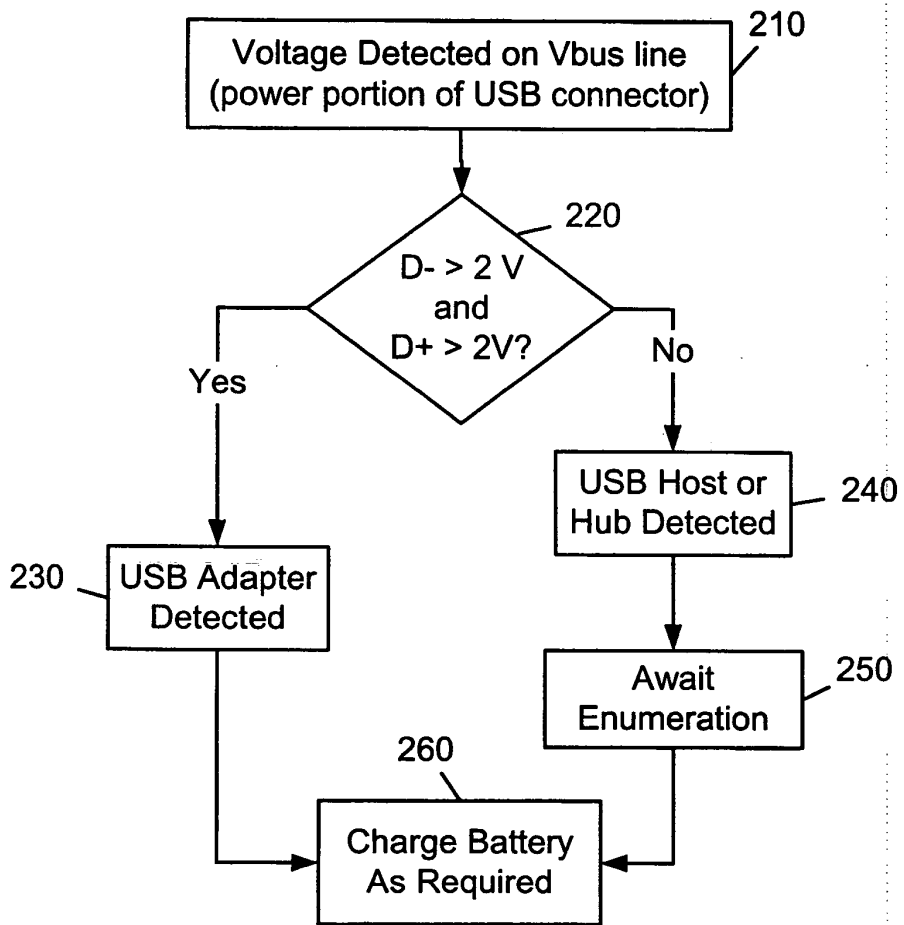 210
Voltage Detected on Vbus line
(power portion of USB connector)
220
D- > 2 V
and
D+ > 2V?
Yes
No
USB Host or
Hub Detected
240
230
USB Adapter
Detected
Await
Enumeration
250
260
Charge Battery
As Required